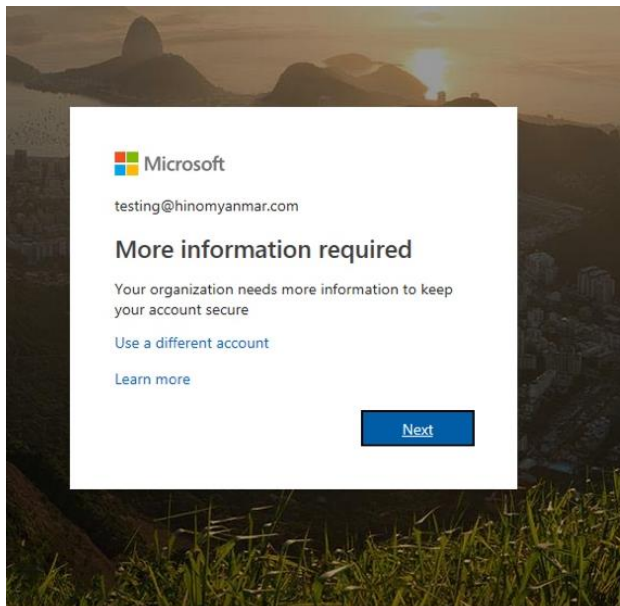 Microsoft
testing@hinomyanmar.com
More information required
Your organization needs more information to keep
your account secure
Use a different account
Learn more
Next